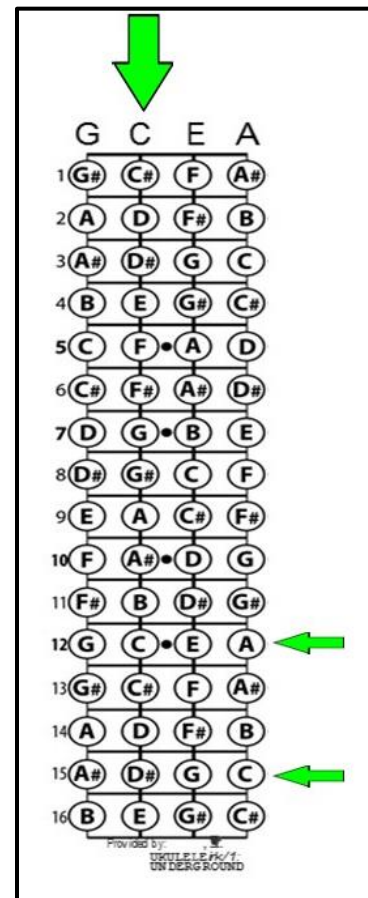 G C E A
1 G# C# F A#
2 A D F# B
3 A# D# G C
4 B E G# C#
5 C F A D
6 C# F# A# D#
7 D G B E
8 D# G# C F
9 E A C# F#
10 F A# D G
11 F# B D# G#
12 G C E A
13 G# C# F A#
14 A D F# B
15 A# D# G C
16 B E G# C#
Provided by:
UKULELE
UNDERGROUND